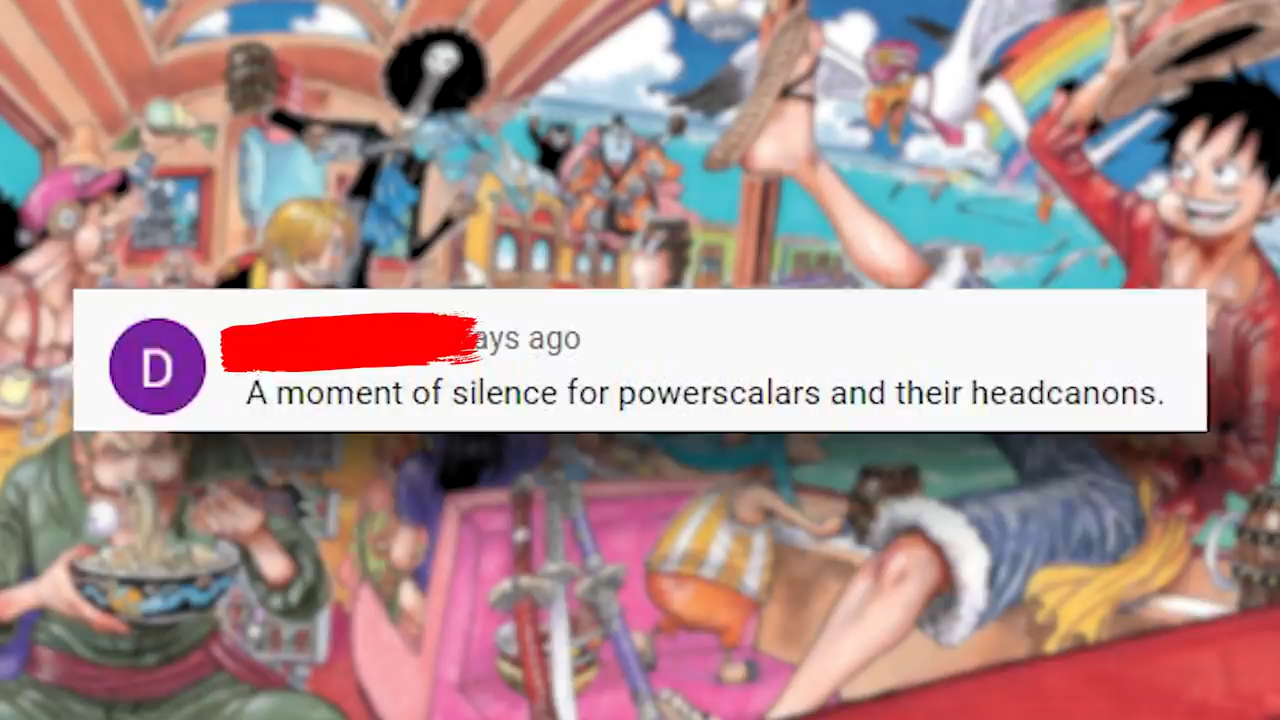 D
ays ago
A moment of silence for powerscalars and their headcanons.